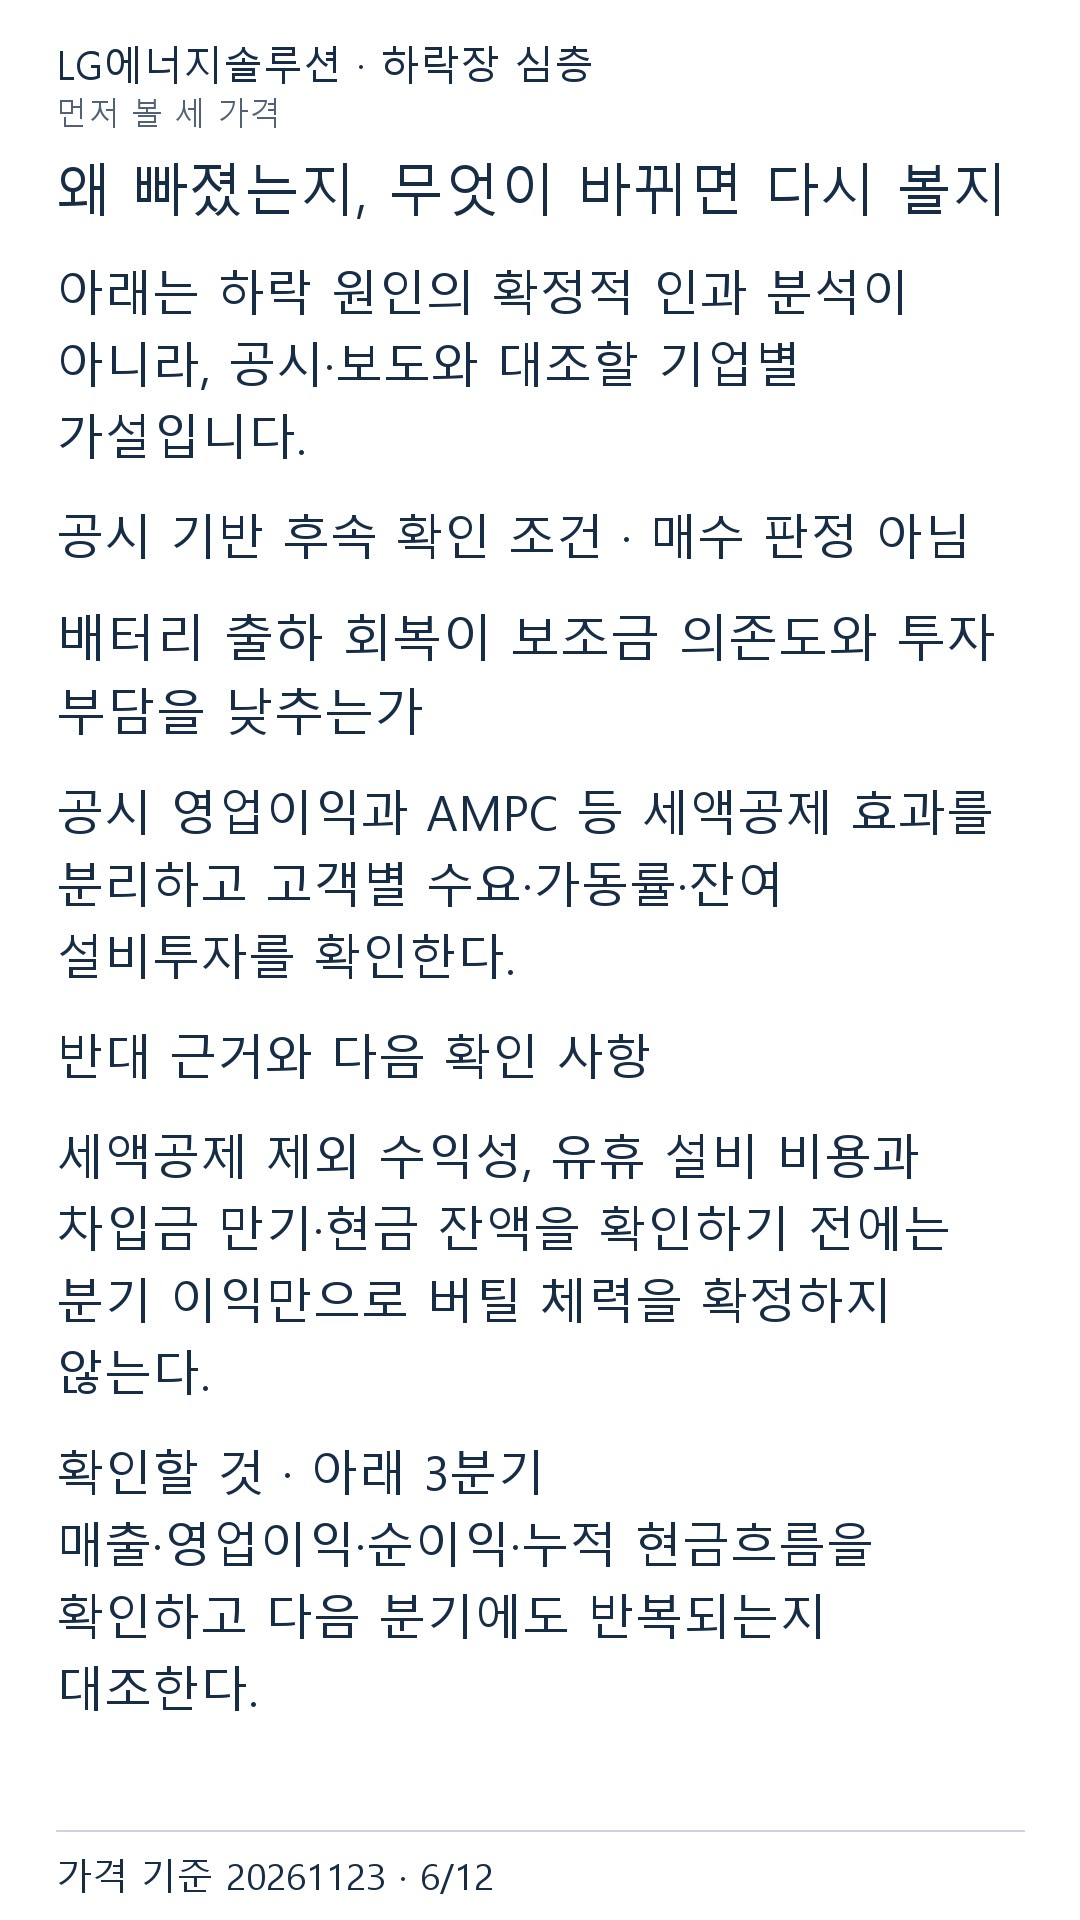 LG에너지솔루션 · 하락장 심층
먼저 볼 세 가격
왜 빠졌는지, 무엇이 바뀌면 다시 볼지
아래는 하락 원인의 확정적 인과 분석이
아니라, 공시·보도와 대조할 기업별
가설입니다.
공시 기반 후속 확인 조건 · 매수 판정 아님
배터리 출하 회복이 보조금 의존도와 투자
부담을 낮추는가
공시 영업이익과 AMPC 등 세액공제 효과를
분리하고 고객별 수요·가동률·잔여
설비투자를 확인한다.
반대 근거와 다음 확인 사항
세액공제 제외 수익성, 유휴 설비 비용과
차입금 만기·현금 잔액을 확인하기 전에는
분기 이익만으로 버틸 체력을 확정하지
않는다.
확인할 것 · 아래 3분기
매출·영업이익·순이익·누적 현금흐름을
확인하고 다음 분기에도 반복되는지
대조한다.
가격 기준 20261123 · 6/12